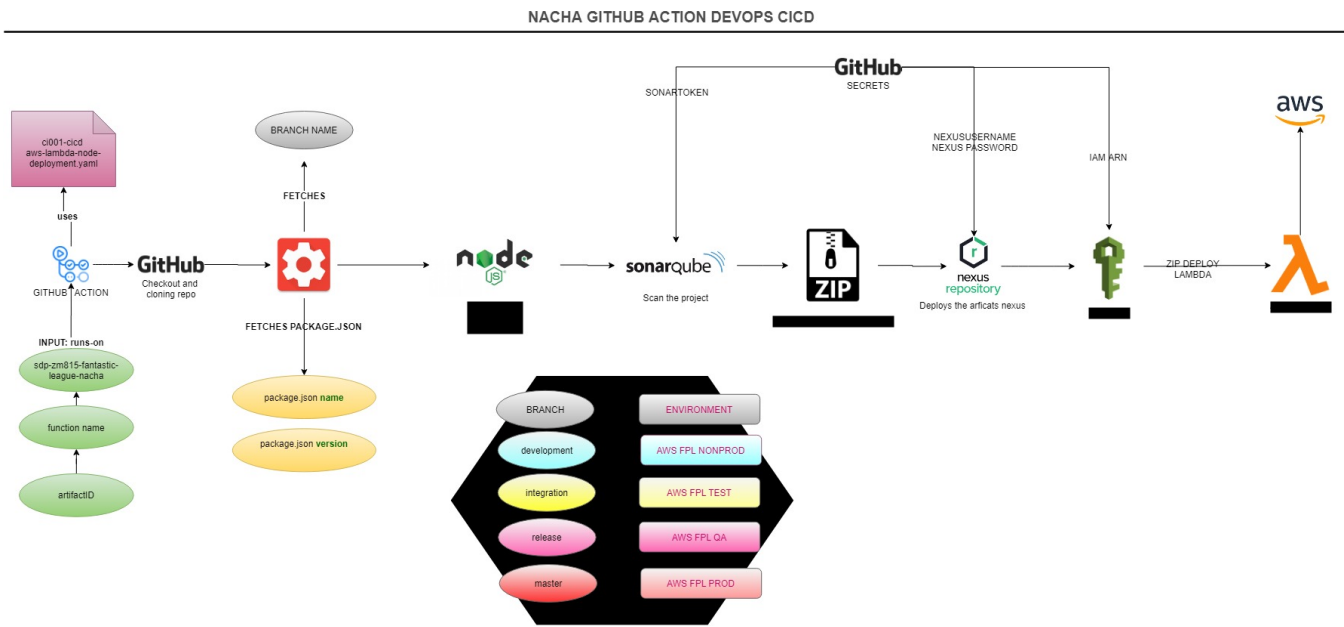 NACHA GITHUB ACTION DEVOPS CICD
GitHub
SECRETS
SONARTOKEN
NEXUSUSERNAME
NEXUS PASSWORD
IAM ARN
aws
ci001-cicd
aws-lambda-node-
deployment.yaml
uses
GITHUB ACTION
INPUT: runs-on
sdp-zm815-fantastic-
league-nacha
function name
artifactID
GitHub
Checkout and
cloning repo
BRANCH NAME
FETCHES
FETCHES PACKAGE.JSON
package.json name
package.json version
node
JS
sonarqube
Scan the project
ZIP
nexus
repository
Deploys the arficats nexus
ZIP DEPLOY
LAMBDA
BRANCH
ENVIRONMENT
development
AWS FPL NONPROD
integration
AWS FPL TEST
release
AWS FPL QA
master
AWS FPL PROD